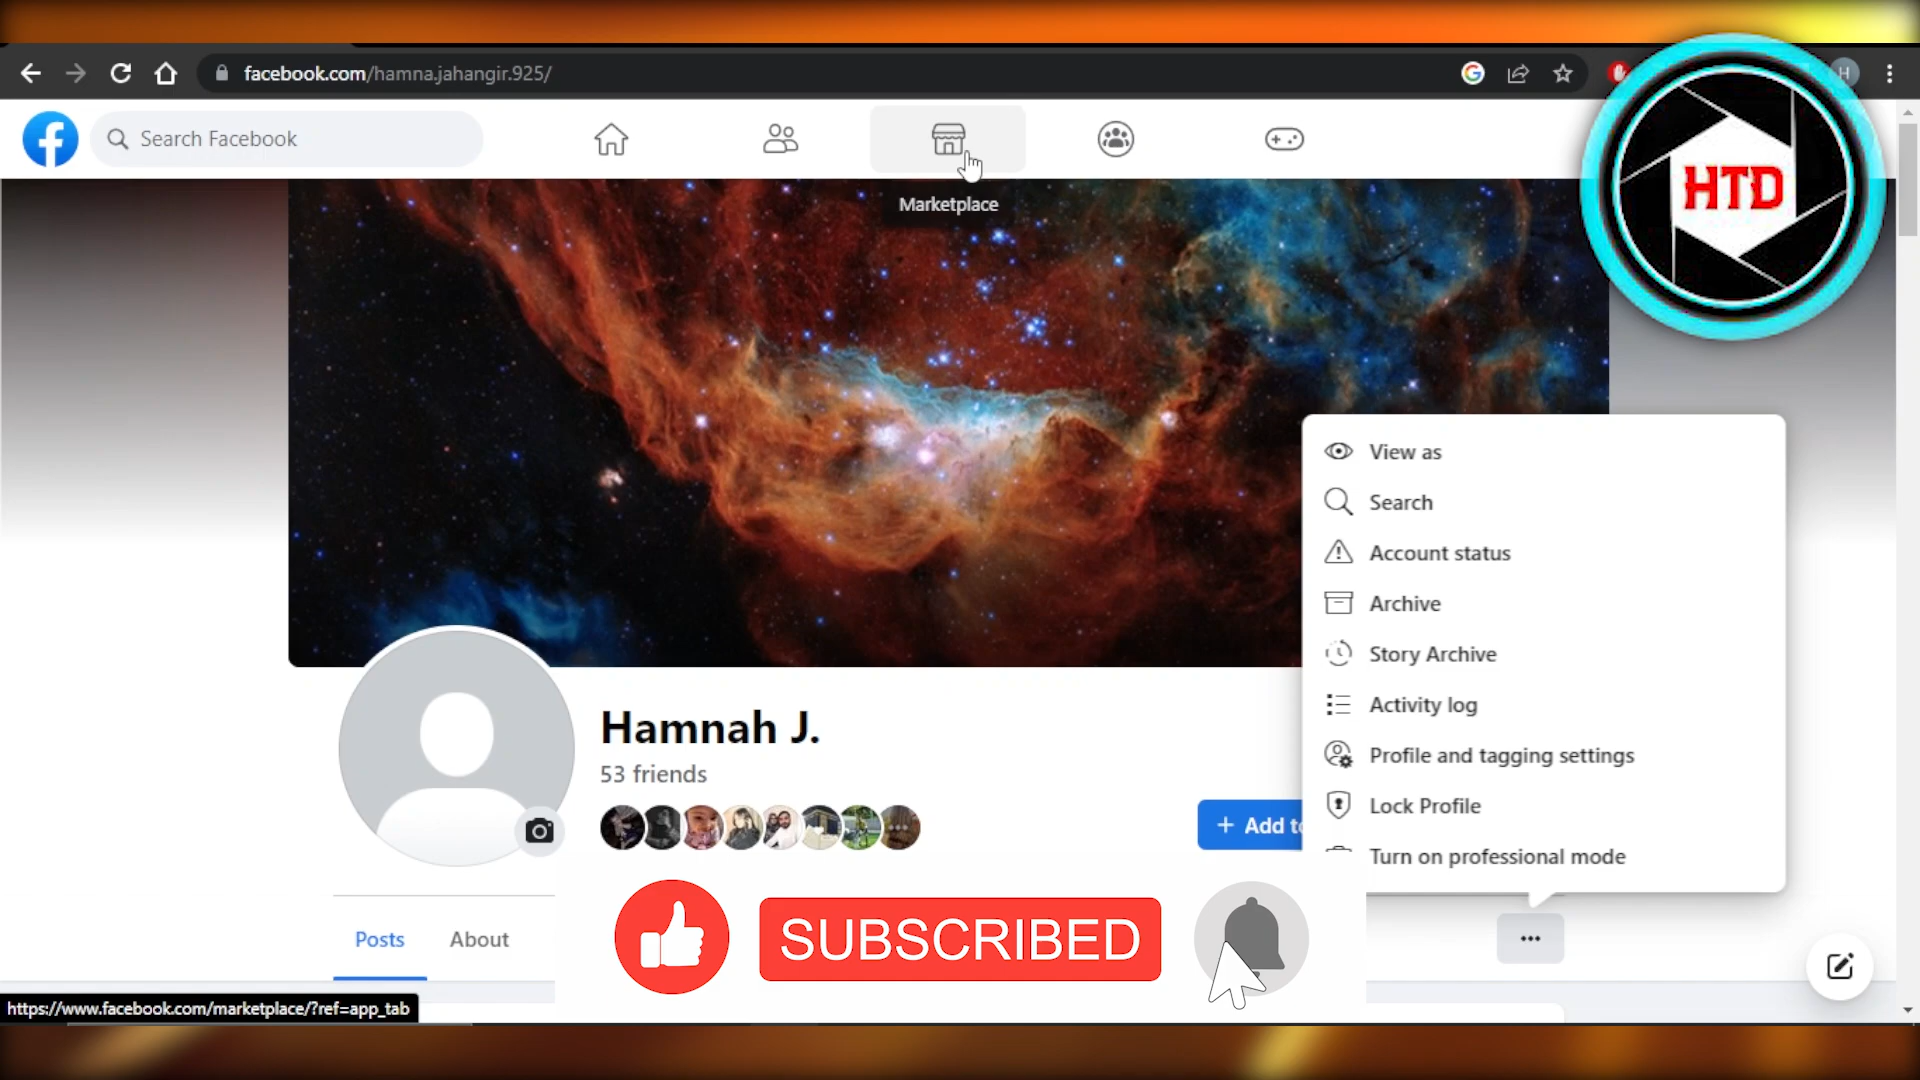 facebook.com/hamna.jahangir.925/
H
Search Facebook
HTD
Marketplace
View as
Search
Account status
Archive
Story Archive
Activity log
Profile and tagging settings
Lock Profile
Turn on professional mode
Hamnah J.
53 friends
+ Add to
Posts
About
SUBSCRIBED
https://www.facebook.com/marketplace/?ref=app_tab